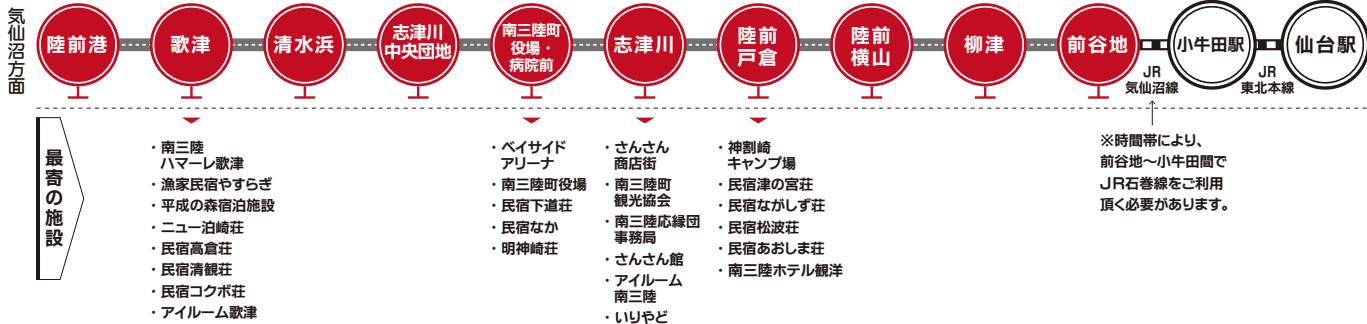 気仙沼方面
陸前港
歌津
清水浜
志津川
中央団地
南三陸町
役場・
病院前
志津川
陸前
戸倉
陸前
横山
柳津
前谷地
小牛田駅
仙台駅
JR
気仙沼線
JR
東北本線
最寄の施設
・南三陸
ハマーレ歌津
・漁家民宿やすらぎ
・平成の森宿泊施設
・ニュー泊崎荘
・民宿高倉荘
・民宿清観荘
・民宿コクボ荘
・アイルーム歌津
・ベイサイド
アリーナ
・南三陸町役場
・民宿下道荘
・民宿なか
・明神崎荘
・さんさん
商店街
・南三陸町
観光協会
・南三陸応縁団
事務局
・さんさん館
・アイルーム
南三陸
・いりやど
・神割崎
キャンプ場
・民宿津の宮荘
・民宿ながしず荘
・民宿松波荘
・民宿あおしま荘
・南三陸ホテル観洋
※時間帯により、
前谷地〜小牛田間で
JR石巻線をご利用
頂く必要があります。